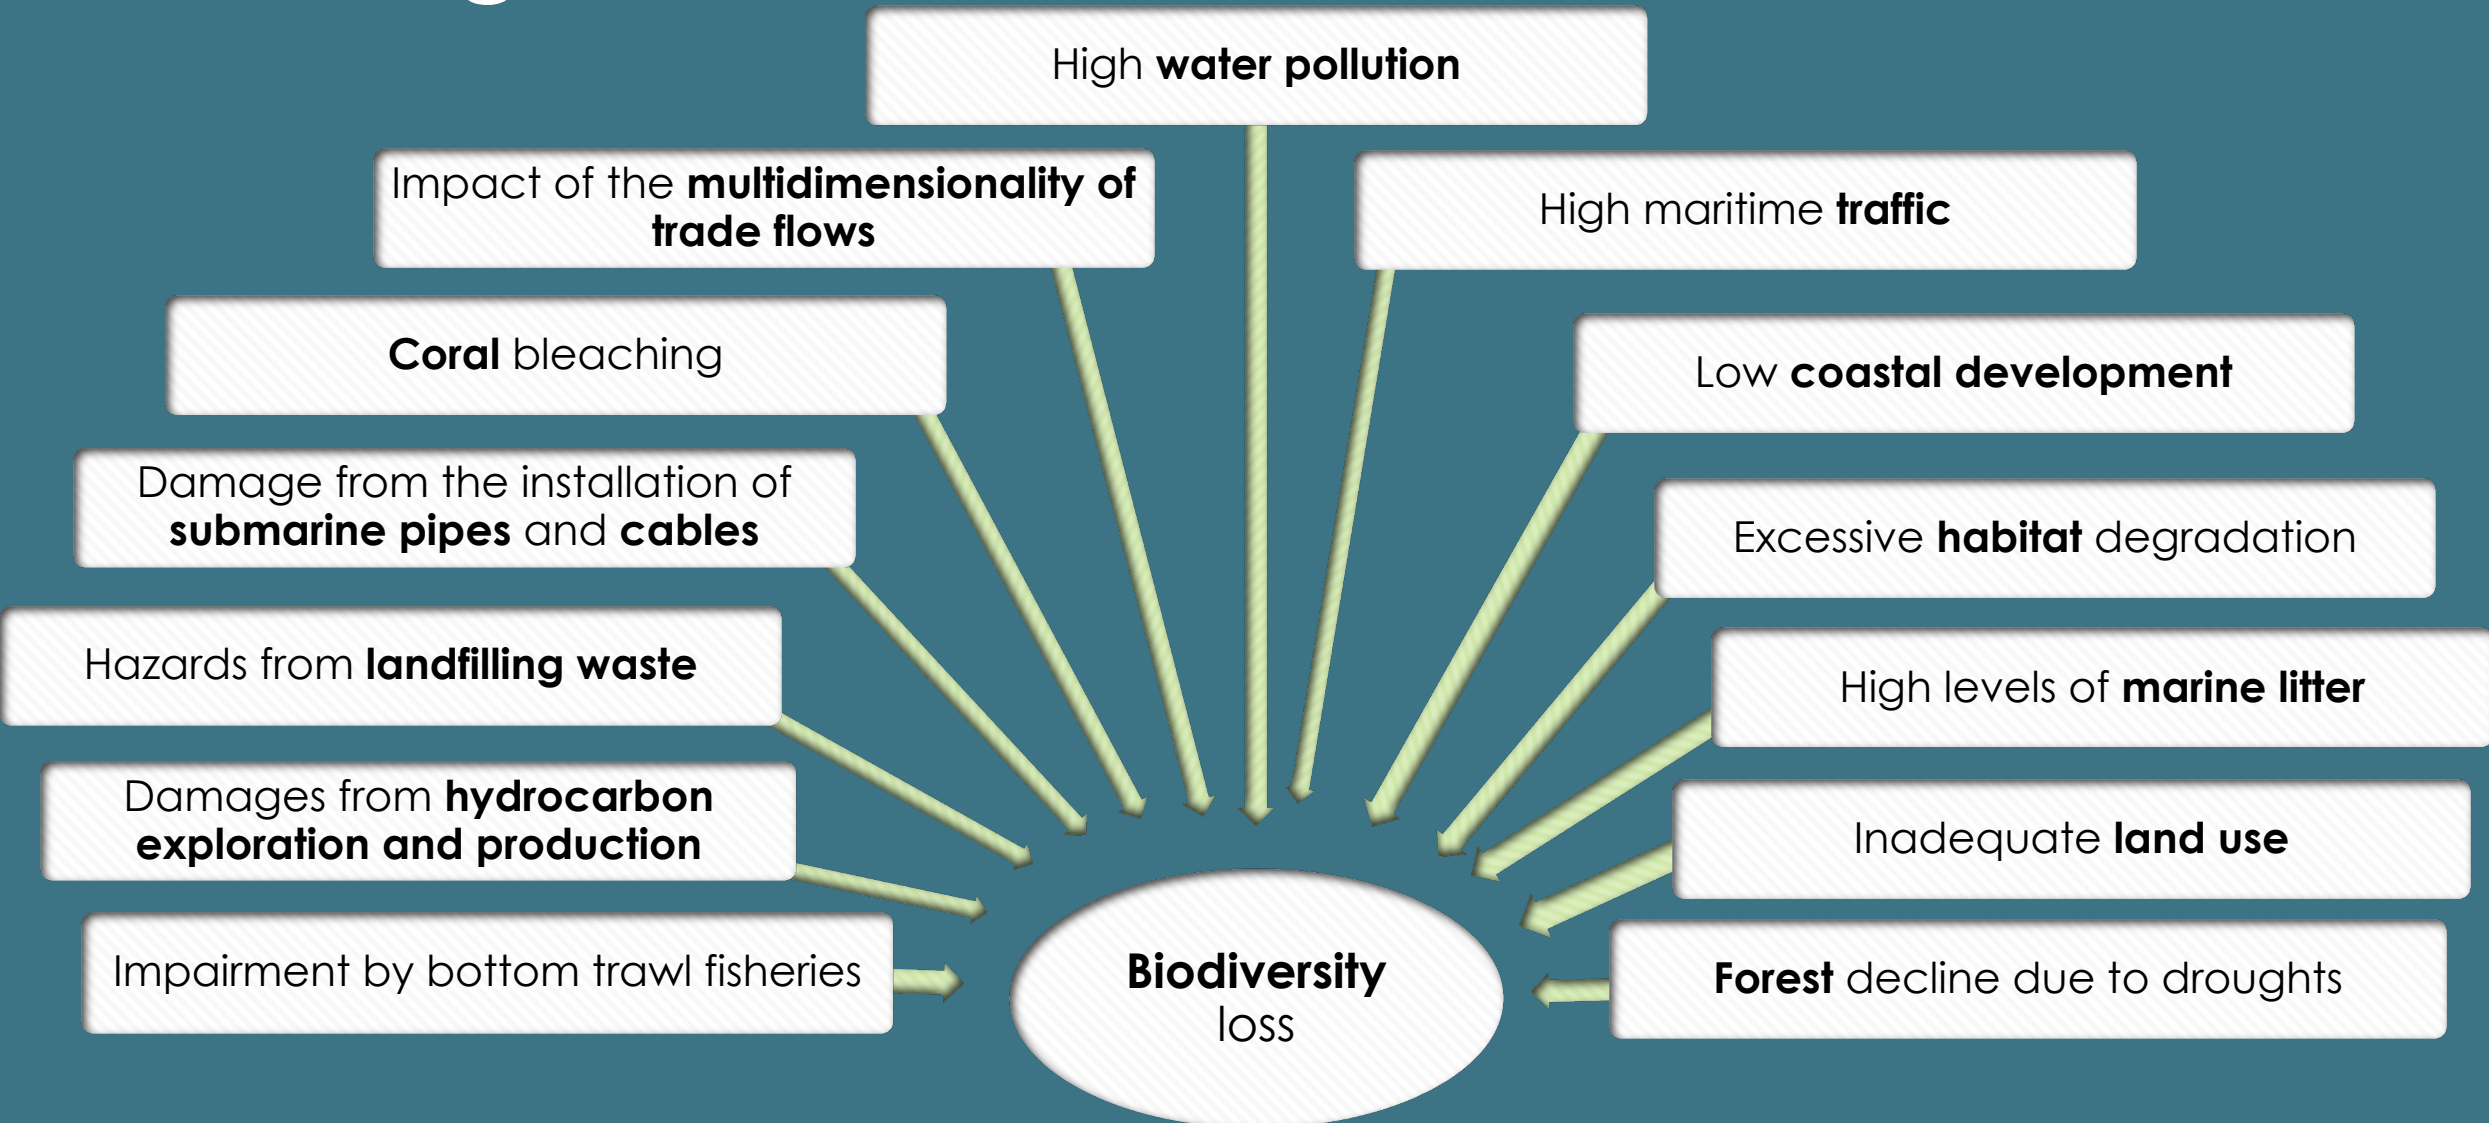 High water pollution
Impact of the multidimensionality of
trade flows
High maritime traffic
Coral bleaching
Low coastal development
Damage from the installation of
submarine pipes and cables
Excessive habitat degradation
Hazards from landfilling waste
High levels of marine litter
Damages from hydrocarbon
exploration and production
Inadequate land use
Impairment by bottom trawl fisheries
Forest decline due to droughts
Biodiversity
loss